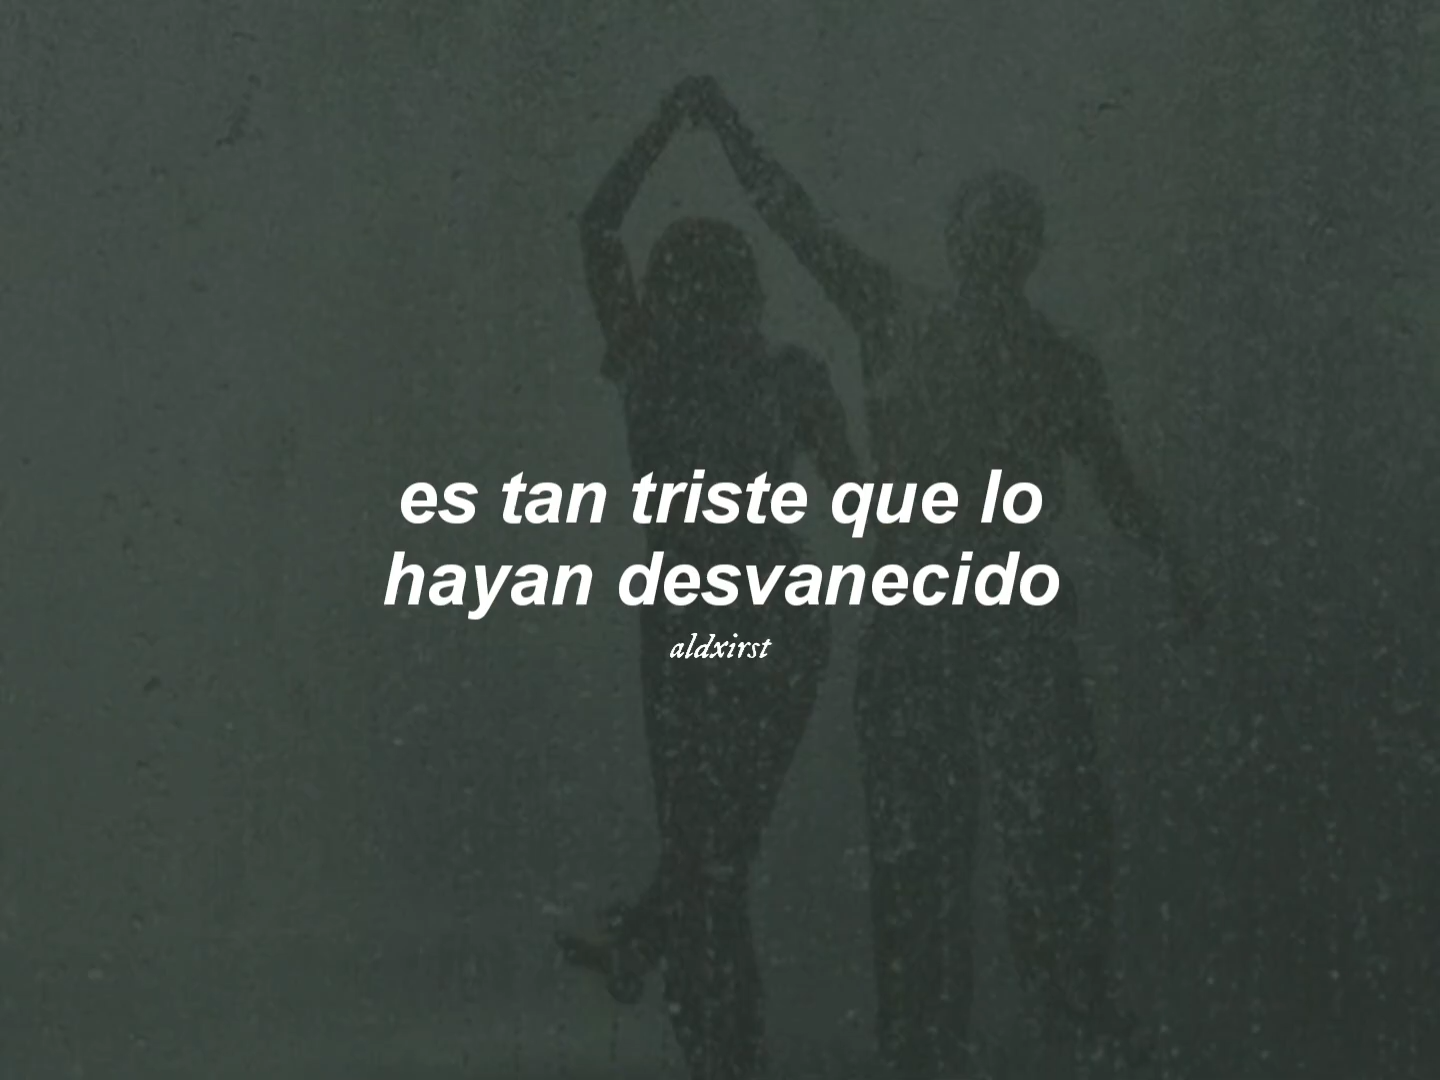 es tan triste que lo
hayan desvanecido
aldxirst